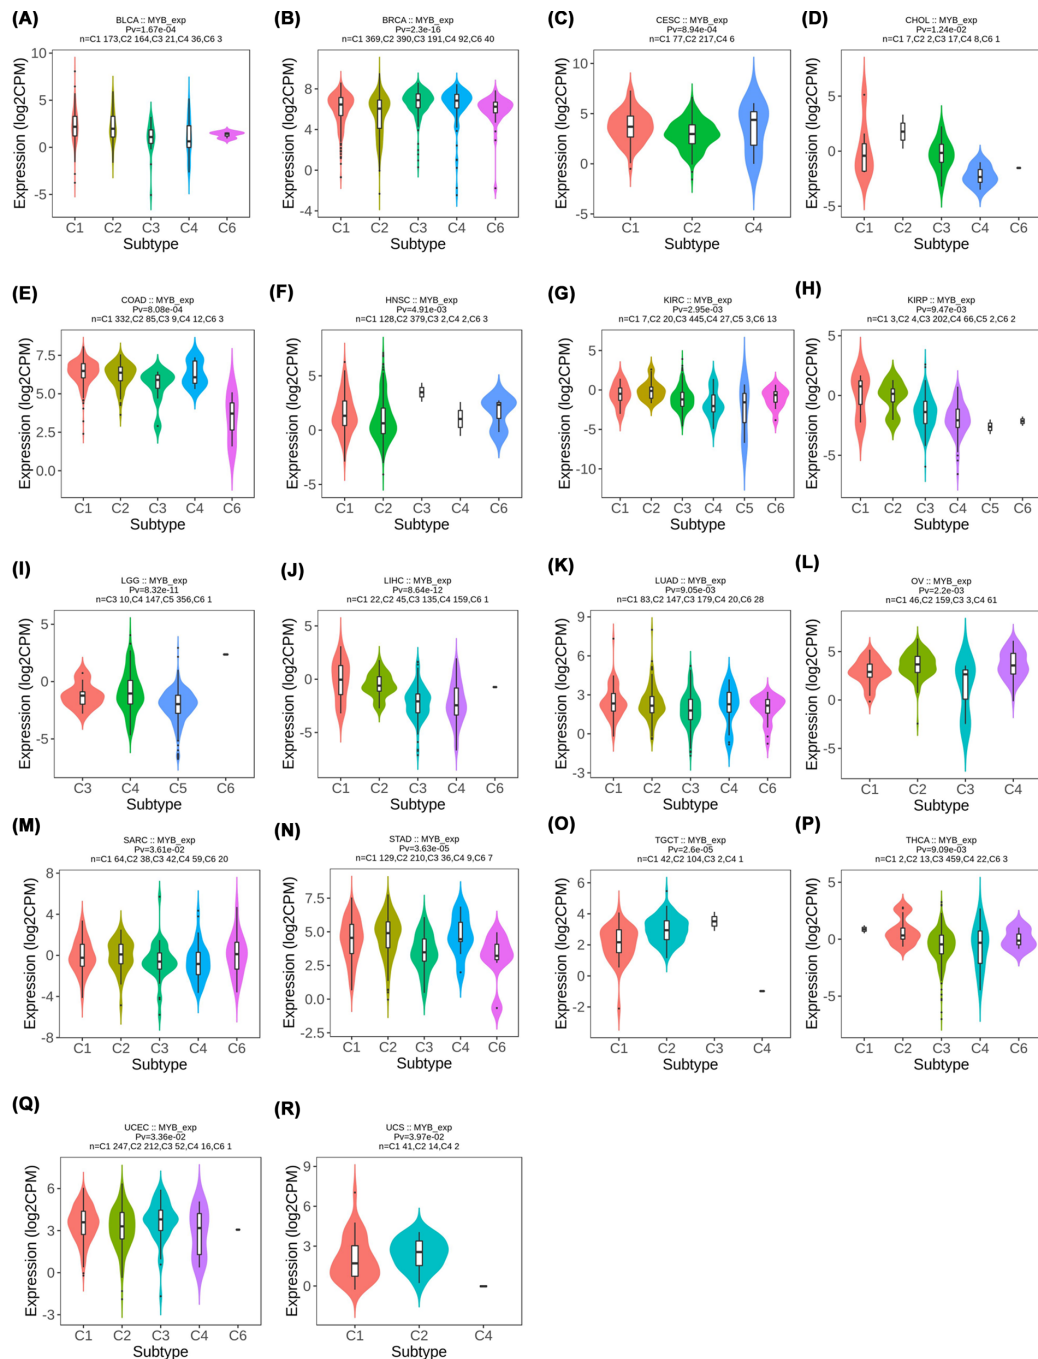 (A)
BLCA :: MYB_exp
Pv=1.67e-04
n=C1 173,C2 164,C3 21,C4 36,C6 3
Expression (log2CPM)
10
5
0
-5
C1 C2 C3 C4 C6
Subtype
(B)
BRCA :: MYB_exp
Pv=2.3e-16
n=C1 369,C2 390,C3 191,C4 92,C6 40
Expression (log2CPM)
8
4
0
-4
C1 C2 C3 C4 C6
Subtype
(C)
CESC :: MYB_exp
Pv=8.94e-04
n=C1 77,C2 217,C4 6
Expression (log2CPM)
10
5
0
-5
C1 C2 C4
Subtype
(D)
CHOL :: MYB_exp
Pv=1.24e-02
n=C1 7,C2 2,C3 17,C4 8,C6 1
Expression (log2CPM)
5
0
-5
C1 C2 C3 C4 C6
Subtype
(E)
COAD :: MYB_exp
Pv=8.08e-04
n=C1 332,C2 85,C3 9,C4 12,C6 3
Expression (log2CPM)
7.5
5.0
2.5
0.0
C1 C2 C3 C4 C6
Subtype
(F)
HNSC :: MYB_exp
Pv=4.91e-03
n=C1 128,C2 379,C3 2,C4 2,C6 3
Expression (log2CPM)
5
0
-5
C1 C2 C3 C4 C6
Subtype
(G)
KIRC :: MYB_exp
Pv=2.95e-03
n=C1 7,C2 20,C3 445,C4 27,C5 3,C6 13
Expression (log2CPM)
5
0
-5
-10
C1 C2 C3 C4 C5 C6
Subtype
(H)
KIRP :: MYB_exp
Pv=9.47e-03
n=C1 3,C2 4,C3 202,C4 66,C5 2,C6 2
Expression (log2CPM)
5
0
-5
C1 C2 C3 C4 C5 C6
Subtype
(I)
LGG :: MYB_exp
Pv=8.32e-11
n=C3 10,C4 147,C5 356,C6 1
Expression (log2CPM)
5
0
-5
C3 C4 C5 C6
Subtype
(J)
LIHC :: MYB_exp
Pv=8.64e-12
n=C1 22,C2 45,C3 135,C4 159,C6 1
Expression (log2CPM)
5
0
-5
C1 C2 C3 C4 C6
Subtype
(K)
LUAD :: MYB_exp
Pv=9.05e-03
n=C1 83,C2 147,C3 179,C4 20,C6 28
Expression (log2CPM)
9
6
3
0
-3
C1 C2 C3 C4 C6
Subtype
(L)
OV :: MYB_exp
Pv=2.2e-03
n=C1 46,C2 159,C3 3,C4 61
Expression (log2CPM)
5
0
-5
C1 C2 C3 C4
Subtype
(M)
SARC :: MYB_exp
Pv=3.61e-02
n=C1 64,C2 38,C3 42,C4 59,C6 20
Expression (log2CPM)
8
4
0
-4
-8
C1 C2 C3 C4 C6
Subtype
(N)
STAD :: MYB_exp
Pv=3.63e-05
n=C1 129,C2 210,C3 36,C4 9,C6 7
Expression (log2CPM)
7.5
5.0
2.5
0.0
-2.5
C1 C2 C3 C4 C6
Subtype
(O)
TGCT :: MYB_exp
Pv=2.6e-05
n=C1 42,C2 104,C3 2,C4 1
Expression (log2CPM)
6
4
2
0
-2
C1 C2 C3 C4
Subtype
(P)
THCA :: MYB_exp
Pv=9.09e-03
n=C1 2,C2 13,C3 459,C4 22,C6 3
Expression (log2CPM)
5
0
-5
C1 C2 C3 C4 C6
Subtype
(Q)
UCEC :: MYB_exp
Pv=3.36e-02
n=C1 247,C2 212,C3 52,C4 16,C6 1
Expression (log2CPM)
6
3
0
-3
C1 C2 C3 C4 C6
Subtype
(R)
UCS :: MYB_exp
Pv=3.97e-02
n=C1 41,C2 14,C4 2
Expression (log2CPM)
9
6
3
0
C1 C2 C4
Subtype